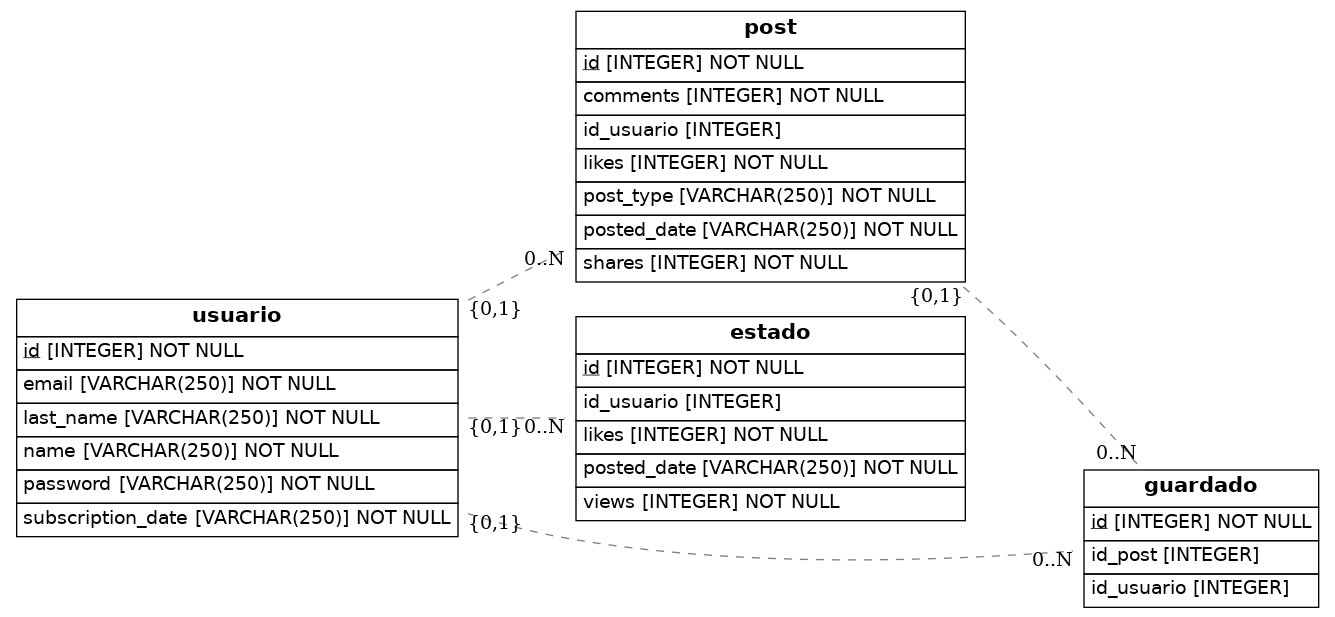 post
id [INTEGER] NOT NULL
comments [INTEGER] NOT NULL
id_usuario [INTEGER]
likes [INTEGER] NOT NULL
post_type [VARCHAR(250)] NOT NULL
posted_date [VARCHAR(250)] NOT NULL
shares [INTEGER] NOT NULL
0..N
{0,1}
{0,1}
usuario
id [INTEGER] NOT NULL
email [VARCHAR(250)] NOT NULL
last_name [VARCHAR(250)] NOT NULL
name [VARCHAR(250)] NOT NULL
password [VARCHAR(250)] NOT NULL
subscription_date [VARCHAR(250)] NOT NULL
{0,1}
0..N
{0,1}
0..N
estado
id [INTEGER] NOT NULL
id_usuario [INTEGER]
likes [INTEGER] NOT NULL
posted_date [VARCHAR(250)] NOT NULL
views [INTEGER] NOT NULL
0..N
guardado
id [INTEGER] NOT NULL
id_post [INTEGER]
id_usuario [INTEGER]